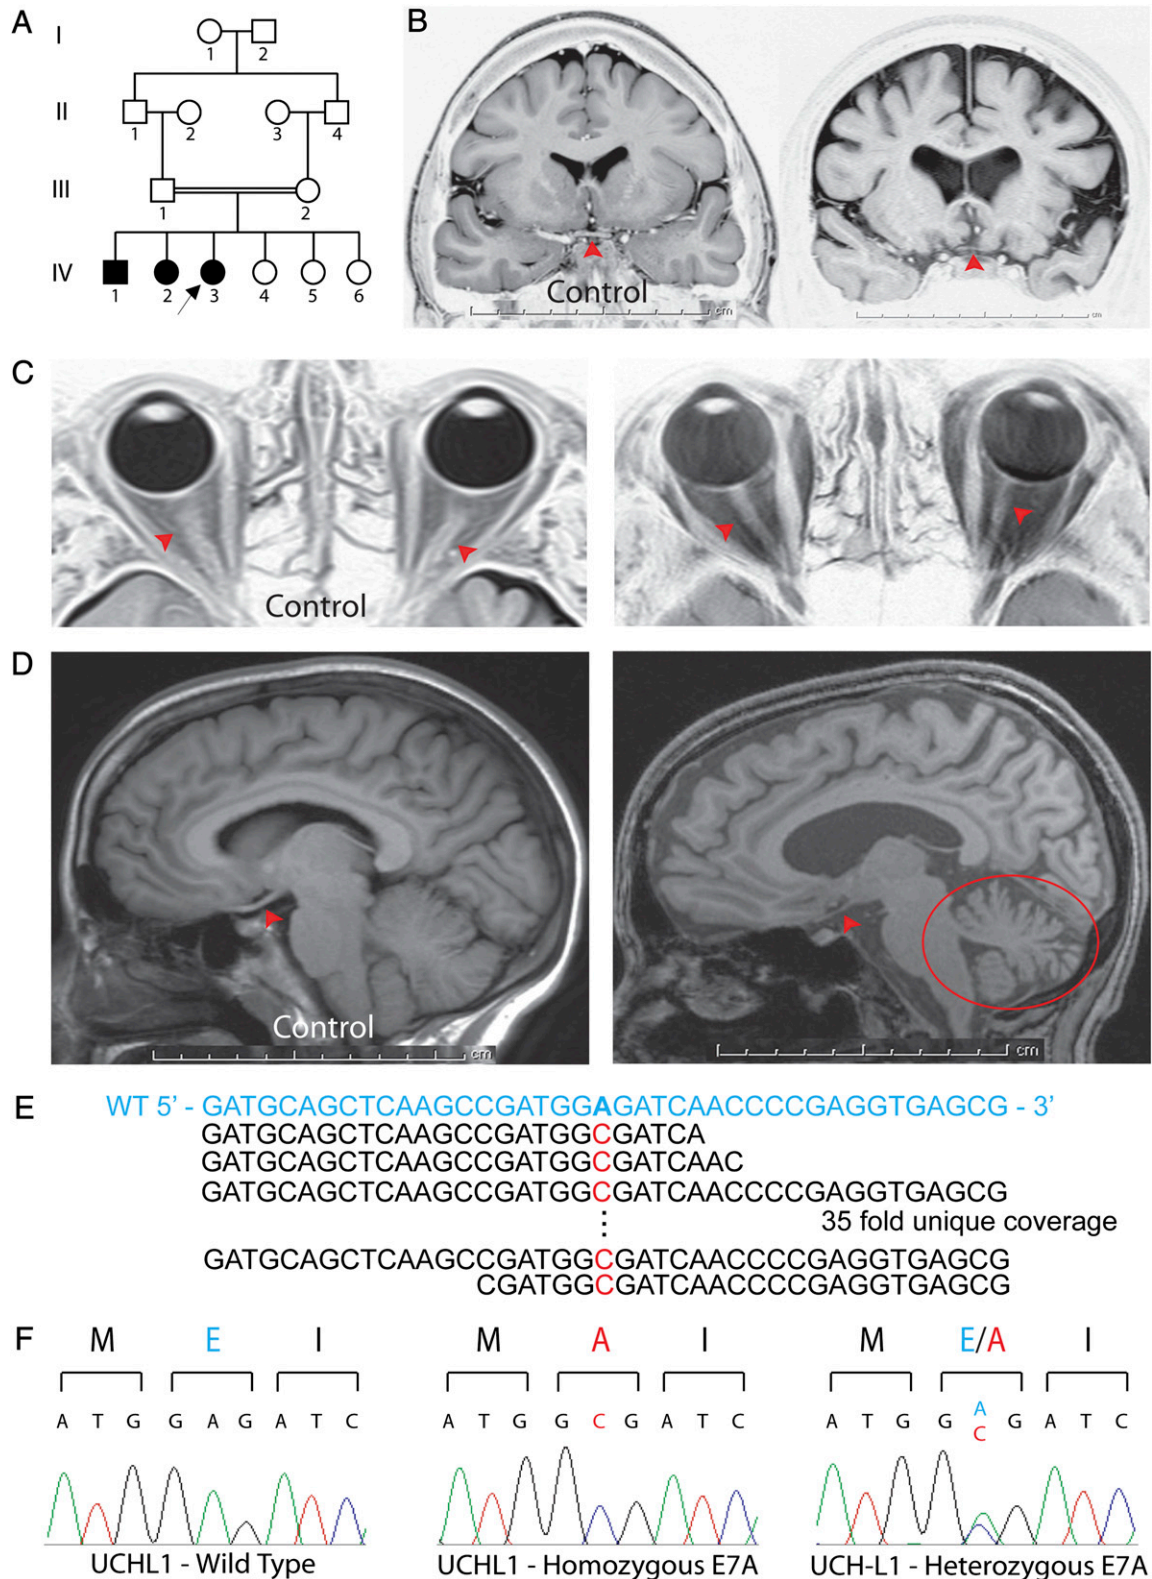 A
I
1
2
II
1
2
3
4
III
1
2
IV
1
2
3
4
5
6
B
Control
cm
C
Control
D
Control
cm
cm
E
WT 5' - GATGCAGCTCAAGCCGATGGAGATCAACCCCGAGGTGAGCG - 3'
GATGCAGCTCAAGCCGATGGCGATCA
GATGCAGCTCAAGCCGATGGCGATCAAC
GATGCAGCTCAAGCCGATGGCGATCAACCCCGAGGTGAGCG
35 fold unique coverage
GATGCAGCTCAAGCCGATGGCGATCAACCCCGAGGTGAGCG
CGATGGCGATCAACCCCGAGGTGAGCG
F
M E I
A T G G A G A T C
UCHL1 - Wild Type
M A I
A T G G C G A T C
UCHL1 - Homozygous E7A
M E/A I
A T G G A C G A T C
UCH-L1 - Heterozygous E7A